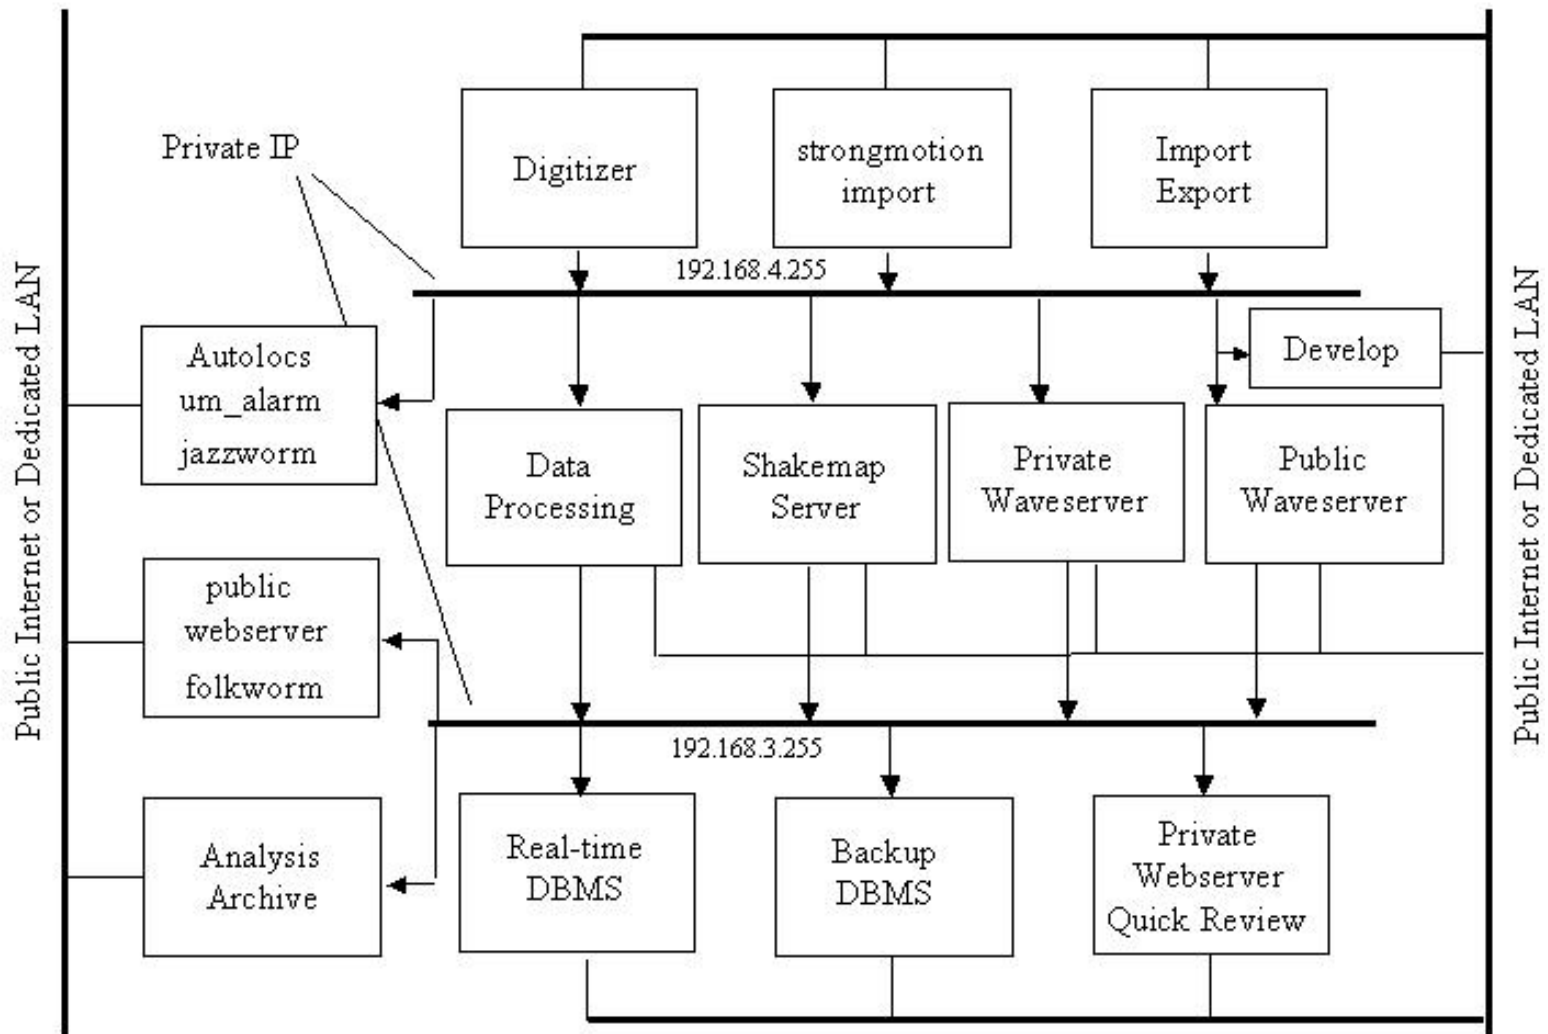 Private IP
Digitizer
strongmotion
import
Import
Export
192.168.4.255
Public Internet or Dedicated LAN
Public Internet or Dedicated LAN
Autolocs
um_alarm
jazzworm
Develop
Data
Processing
Shakemap
Server
Private
Waveserver
Public
Waveserver
public
webserver
folkworm
192.168.3.255
Analysis
Archive
Real-time
DBMS
Backup
DBMS
Private
Webserver
Quick Review